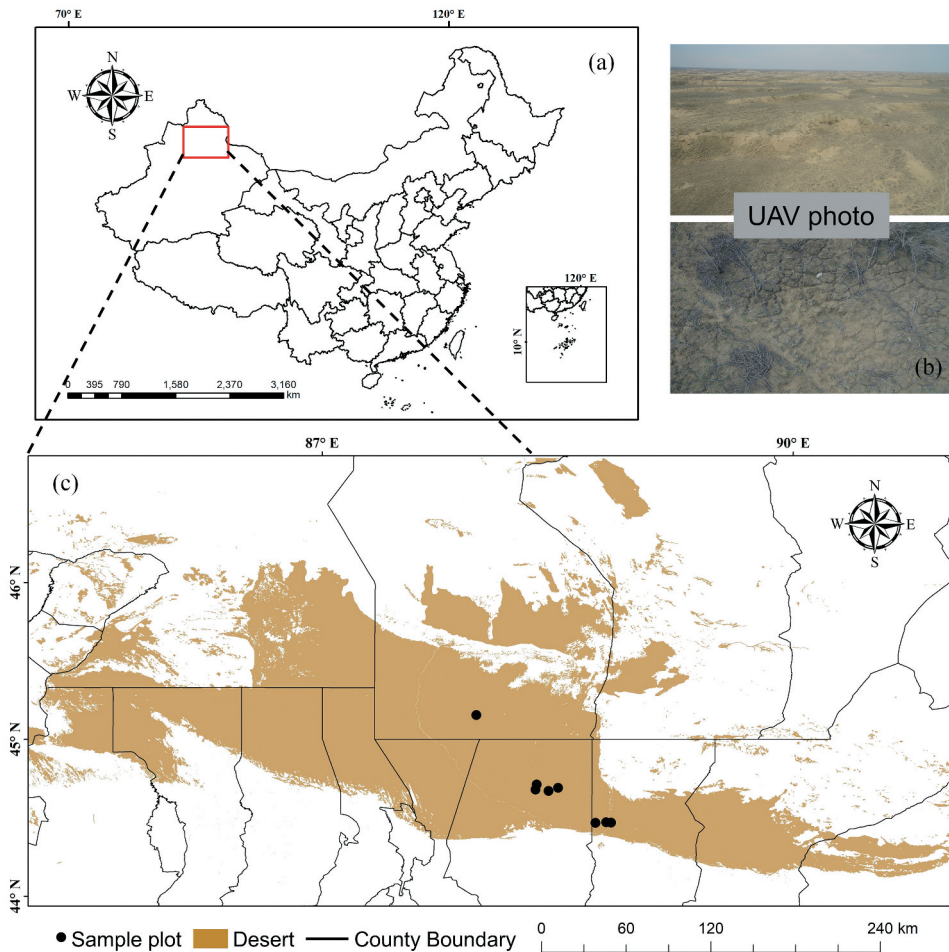 70° E
120° E
N
W
E
S
(a)
120° E
10° N
0
395
790
1,580
2,370
3,160
km
UAV photo
(b)
87° E
90° E
(c)
N
W
E
S
46° N
45° N
44° N
Sample plot
Desert
County Boundary
0
60
120
240 km